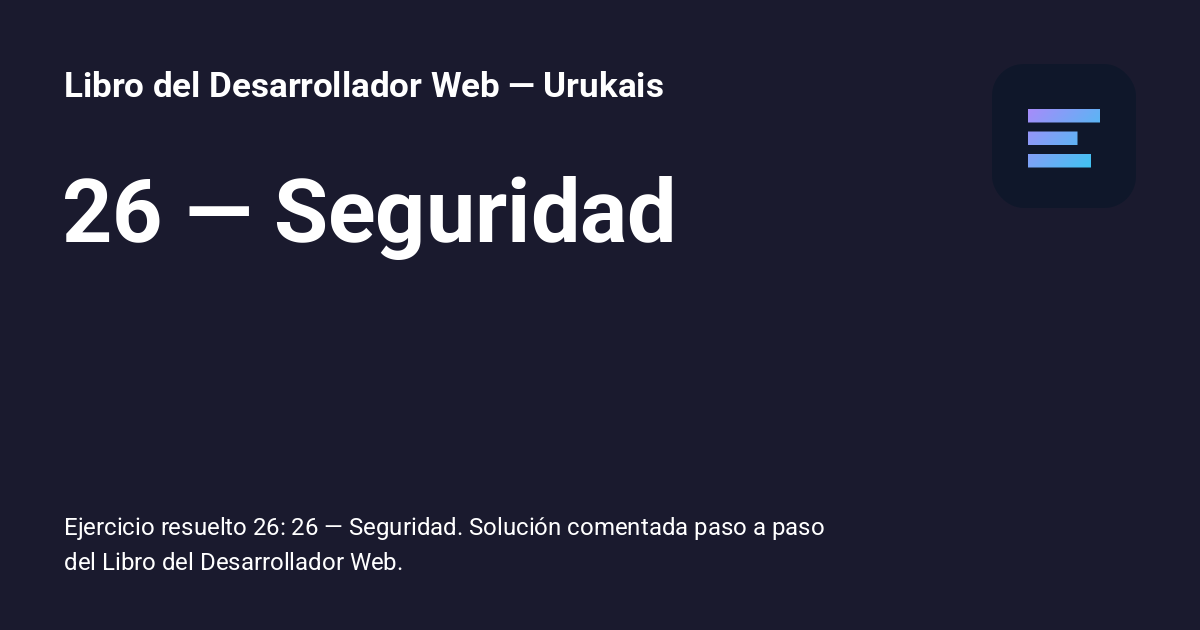 Libro del Desarrollador Web — Urukais
26 — Seguridad
Ejercicio resuelto 26: 26 — Seguridad. Solución comentada paso a paso
del Libro del Desarrollador Web.